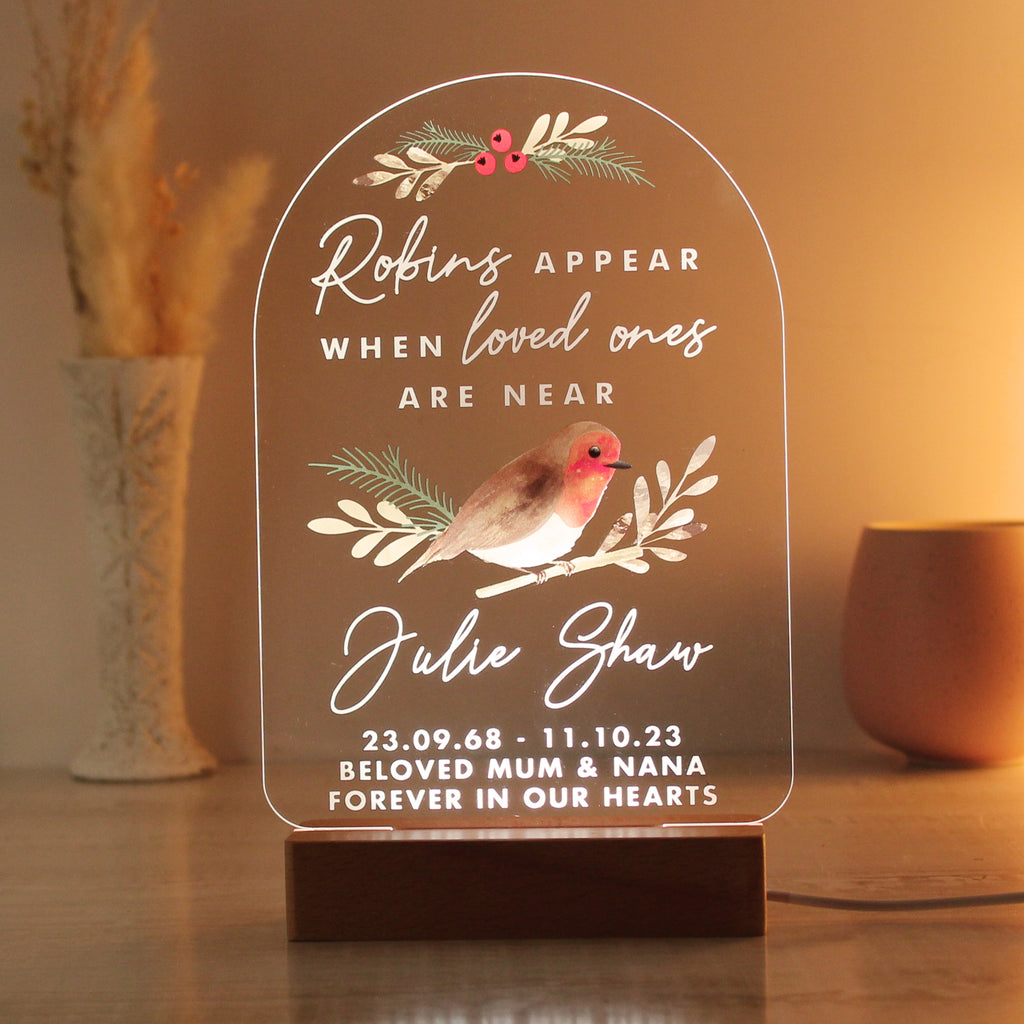 Robins APPEAR
WHEN loved ones
ARE NEAR
Julie Shaw
23.09.68 - 11.10.23
BELOVED MUM & NANA
FOREVER IN OUR HEARTS